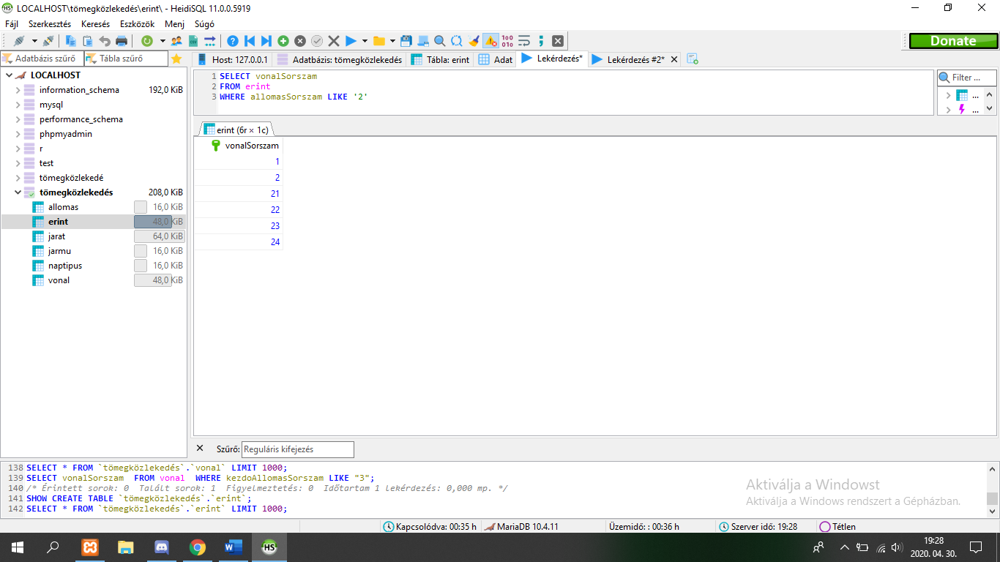 LOCALHOST\tömegközlekedés\erint\ - HeidiSQL 11.0.0.5919
Fájl Szerkesztés Keresés Eszközök Menj Súgó
Donate
Adatbázis szűrő Tábla szűrő
Host: 127.0.0.1 Adatbázis: tömegközlekedés Tábla: erint Adat Lekérdezés* Lekérdezés #2*
LOCALHOST
information_schema 192,0 KiB
mysql
performance_schema
phpmyadmin
r
test
tömegközlekedé
tömegközlekedés 208,0 KiB
allomas 16,0 KiB
erint 48,0 KiB
jarat 64,0 KiB
jarmu 16,0 KiB
naptipus 16,0 KiB
vonal 48,0 KiB
1 SELECT vonalSorszam
2 FROM erint
3 WHERE allomasSorszam LIKE '2'
Filter ...
...
...
erint (6r × 1c)
vonalSorszam
1
2
21
22
23
24
Szűrő: Reguláris kifejezés
138 SELECT * FROM `tömegközlekedés`.`vonal` LIMIT 1000;
139 SELECT vonalSorszam  FROM vonal  WHERE kezdoAllomasSorszam LIKE "3";
140 /* Érintett sorok: 0  Talált sorok: 1  Figyelmeztetés: 0  Időtartam 1 lekérdezés: 0,000 mp. */
141 SHOW CREATE TABLE `tömegközlekedés`.`erint`;
142 SELECT * FROM `tömegközlekedés`.`erint` LIMIT 1000;
Aktiválja a Windowst
Aktiválja a Windows rendszert a Gépházban.
Kapcsolódva: 00:35 h MariaDB 10.4.11 Üzemidő: : 00:36 h Szerver idő: 19:28 Tétlen
19:28
2020. 04. 30.